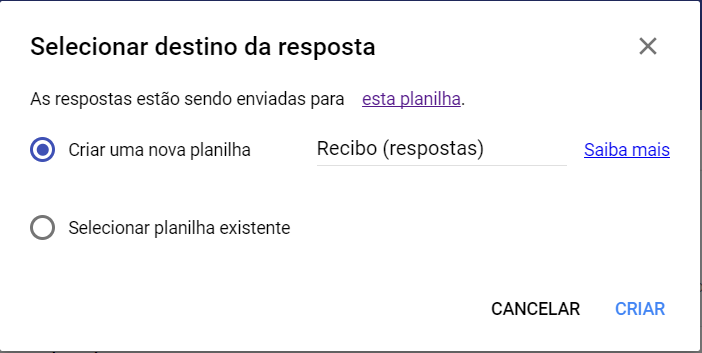 Selecionar destino da resposta
As respostas estão sendo enviadas para esta planilha.
Criar uma nova planilha Recibo (respostas) Saiba mais
Selecionar planilha existente
CANCELAR CRIAR